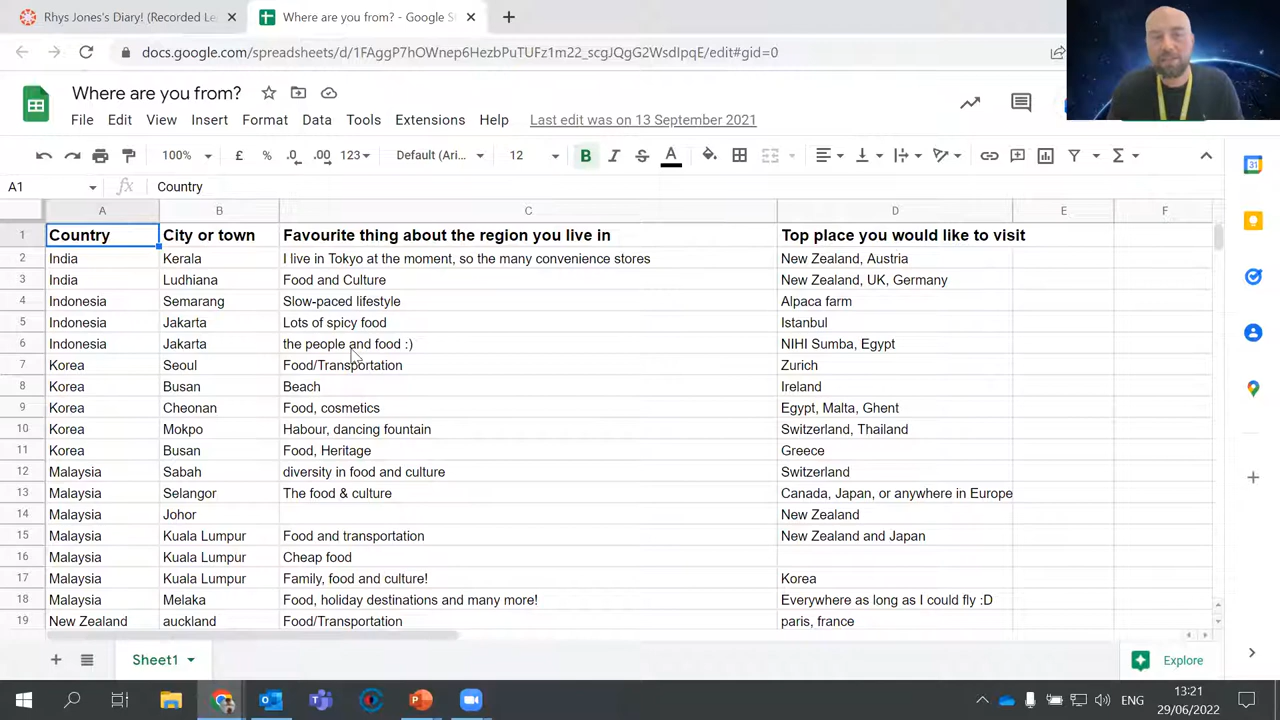 Rhys Jones's Diary! (Recorded Le
Where are you from? - Google S
docs.google.com/spreadsheets/d/1FAggP7hOWnep6HezbPuTUFz1m22_scgJQgG2WsdIpqE/edit#gid=0
Where are you from?
File Edit View Insert Format Data Tools Extensions Help Last edit was on 13 September 2021
100% £ % .0 .00 123 Default (Ari... 12 B I S A
A1 fx Country
A B C D E F
1 Country City or town Favourite thing about the region you live in Top place you would like to visit
2 India Kerala I live in Tokyo at the moment, so the many convenience stores New Zealand, Austria
3 India Ludhiana Food and Culture New Zealand, UK, Germany
4 Indonesia Semarang Slow-paced lifestyle Alpaca farm
5 Indonesia Jakarta Lots of spicy food Istanbul
6 Indonesia Jakarta the people and food :) NIHI Sumba, Egypt
7 Korea Seoul Food/Transportation Zurich
8 Korea Busan Beach Ireland
9 Korea Cheonan Food, cosmetics Egypt, Malta, Ghent
10 Korea Mokpo Habour, dancing fountain Switzerland, Thailand
11 Korea Busan Food, Heritage Greece
12 Malaysia Sabah diversity in food and culture Switzerland
13 Malaysia Selangor The food & culture Canada, Japan, or anywhere in Europe
14 Malaysia Johor New Zealand
15 Malaysia Kuala Lumpur Food and transportation New Zealand and Japan
16 Malaysia Kuala Lumpur Cheap food
17 Malaysia Kuala Lumpur Family, food and culture! Korea
18 Malaysia Melaka Food, holiday destinations and many more! Everywhere as long as I could fly :D
19 New Zealand auckland Food/Transportation paris, france
Sheet1 Explore
ENG 13:21
29/06/2022